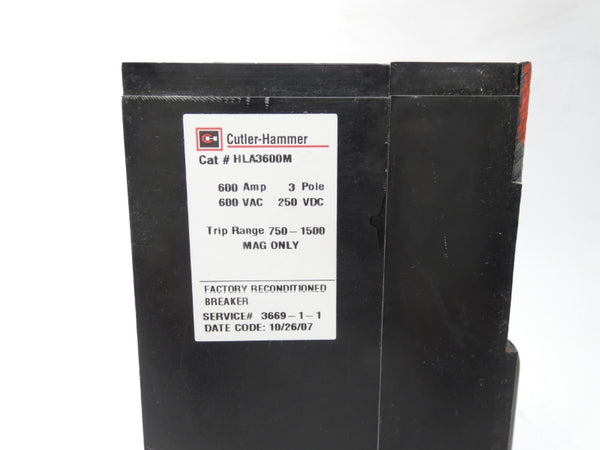 Cutler-Hammer
Cat # HLA3600M
600 Amp 3 Pole
600 VAC 250 VDC
Trip Range 750-1500
MAG ONLY
FACTORY RECONDITIONED
BREAKER
SERVICE# 3669-1-1
DATE CODE: 10/26/07